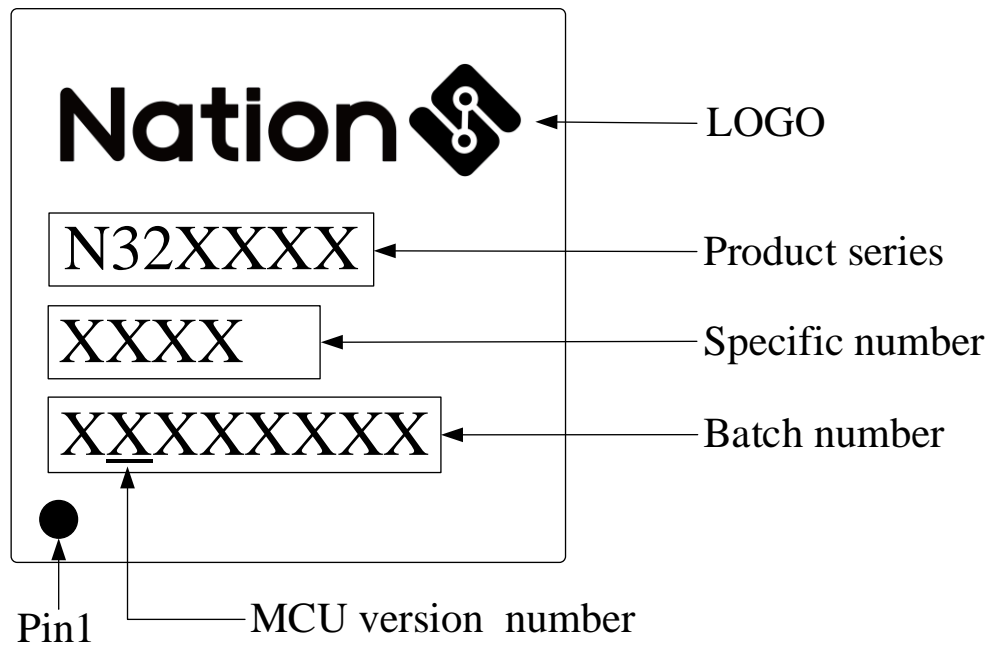 Nation
LOGO
N32XXXX
Product series
XXXX
Specific number
XXXXXXXX
Batch number
Pin1
MCU version number